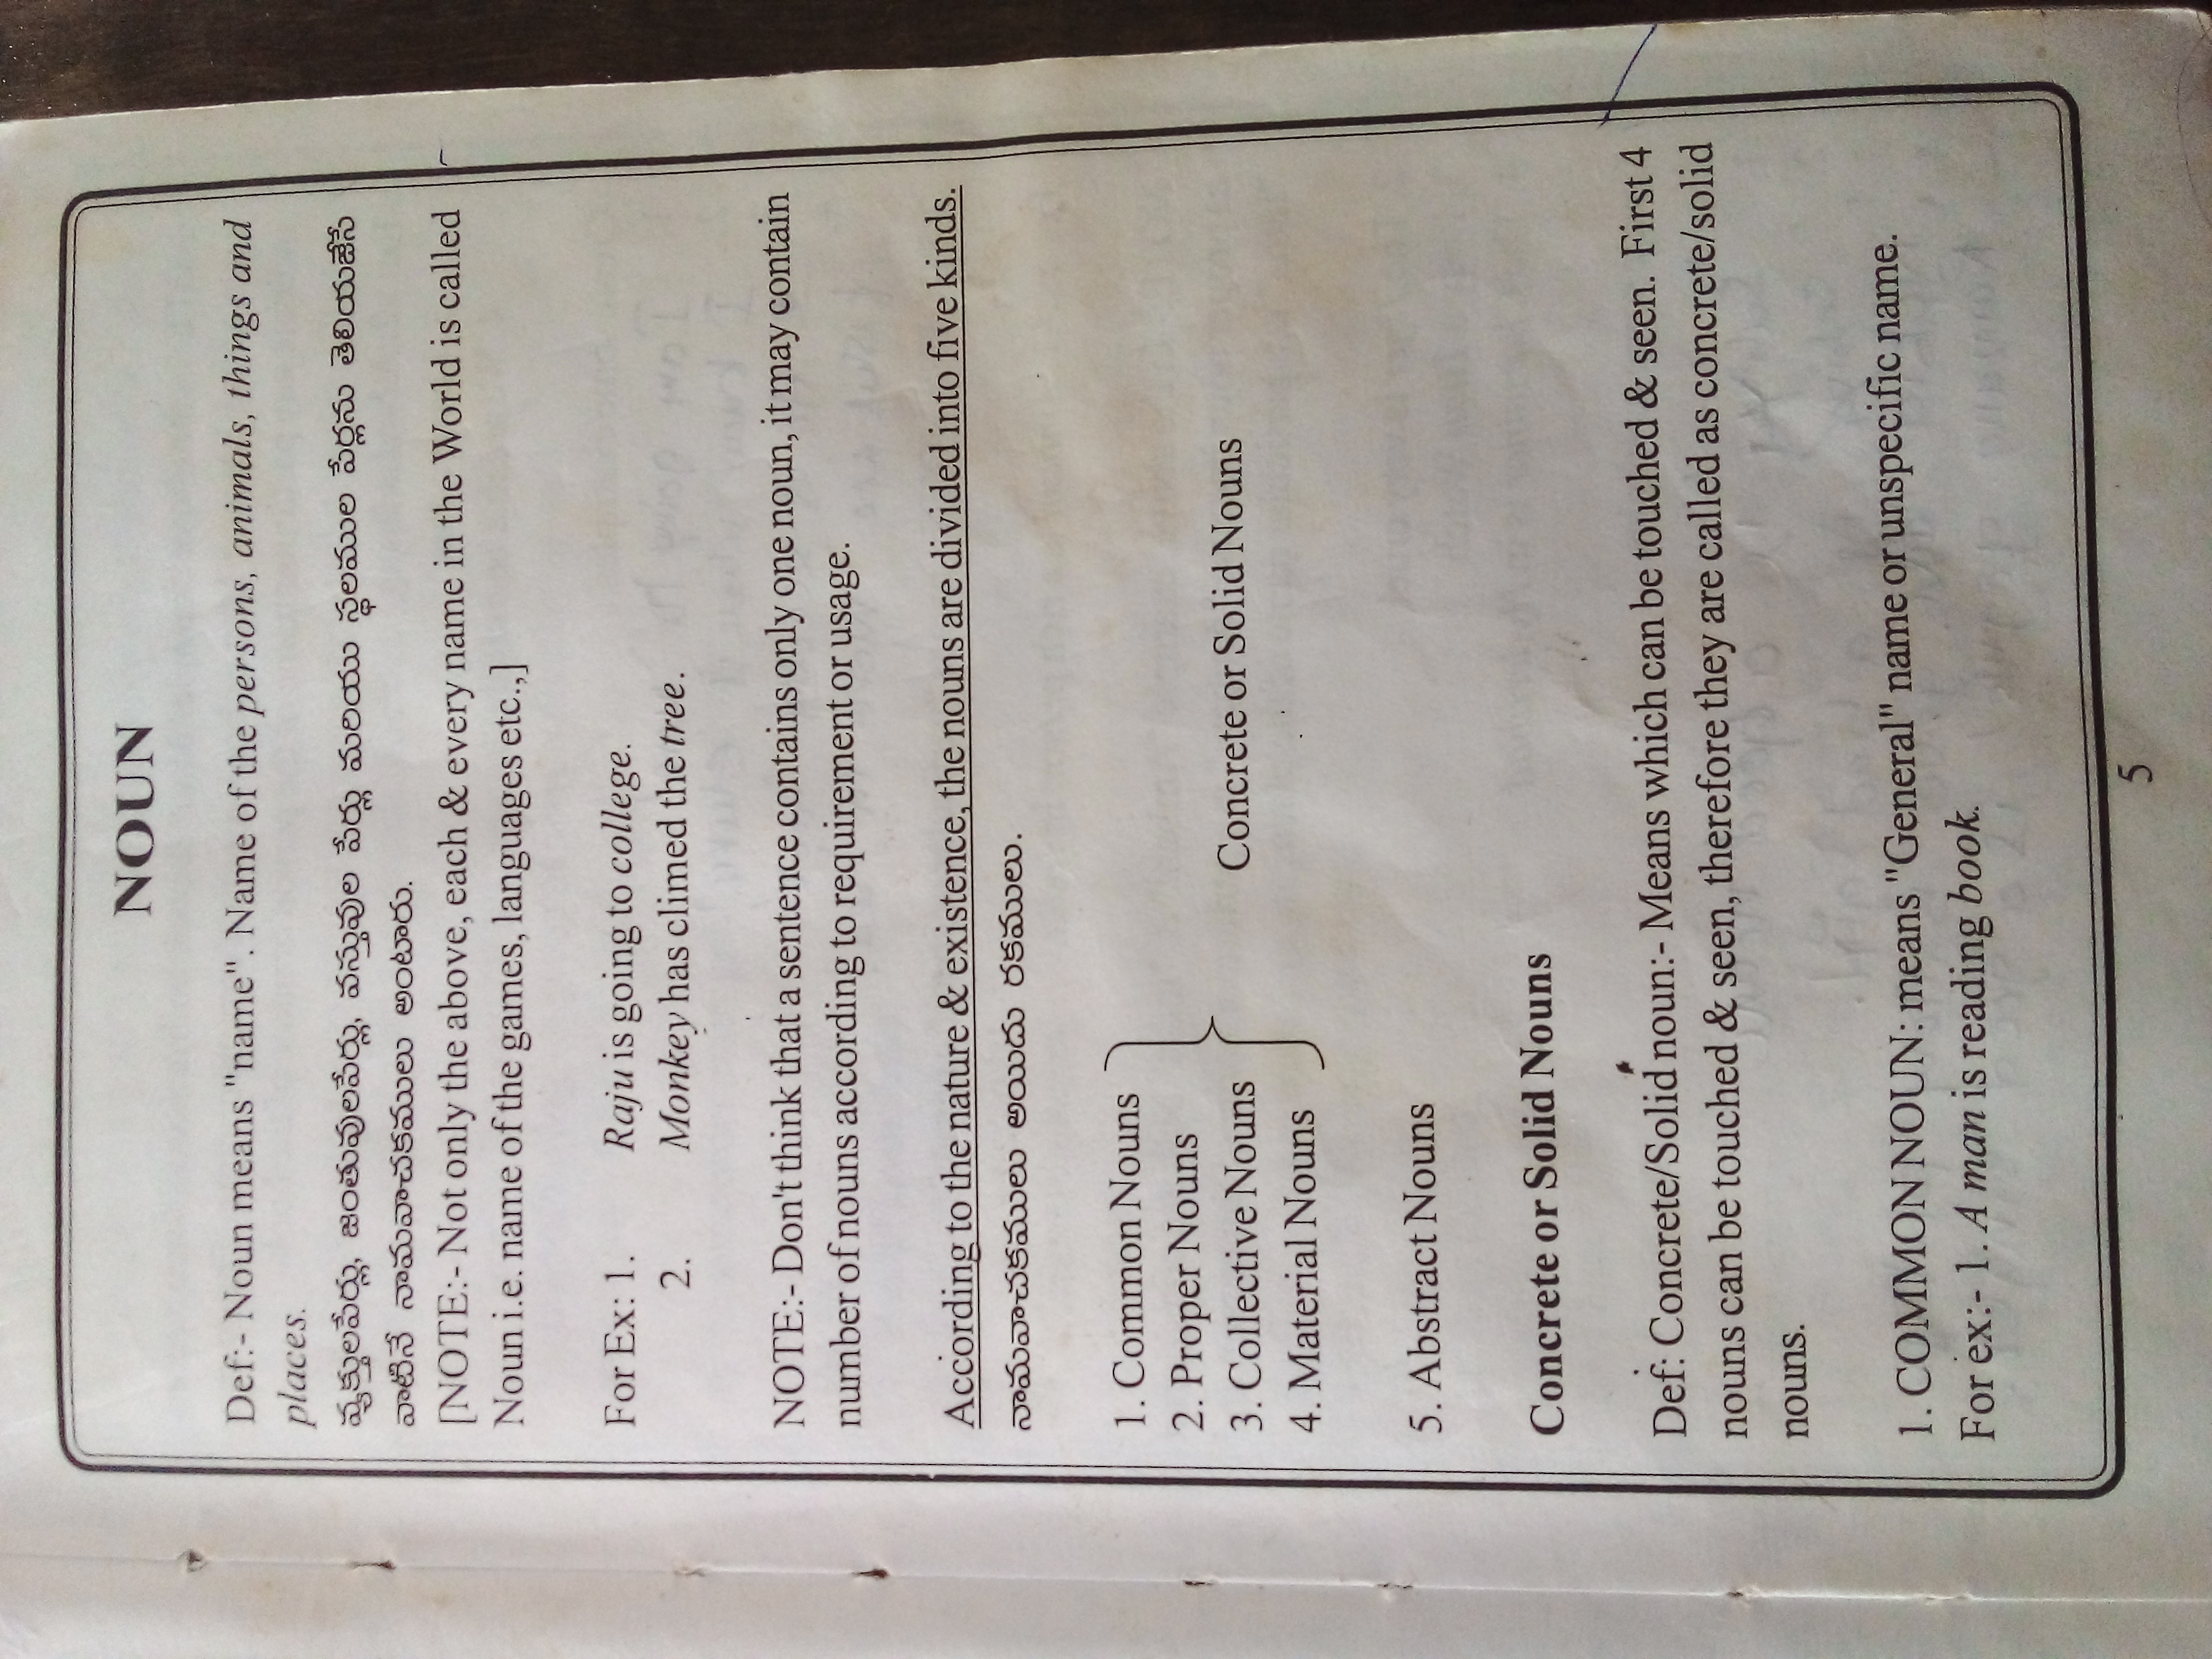 NOUN
Def:- Noun means "name". Name of the persons, animals, things and
places.
వ్యక్తులపేర్లు, జంతువులపేర్లు, వస్తువుల పేర్లు మరియు స్థలముల పేర్లను తెలియజేసే
వాటినే నామవాచకములు అంటారు.
[NOTE:- Not only the above, each & every name in the World is called
Noun i.e. name of the games, languages etc.,]
For Ex: 1. Raju is going to college.
2. Monkey has climed the tree.
NOTE:- Don't think that a sentence contains only one noun, it may contain
number of nouns according to requirement or usage.
According to the nature & existence, the nouns are divided into five kinds.
నామవాచకములు అయిదు రకములు.
1. Common Nouns
2. Proper Nouns
3. Collective Nouns
Concrete or Solid Nouns
4. Material Nouns
5. Abstract Nouns
Concrete or Solid Nouns
Def: Concrete/Solid noun:- Means which can be touched & seen. First 4
nouns can be touched & seen, therefore they are called as concrete/solid
nouns.
1. COMMON NOUN: means "General" name or unspecific name.
For ex:- 1. A man is reading book.
5